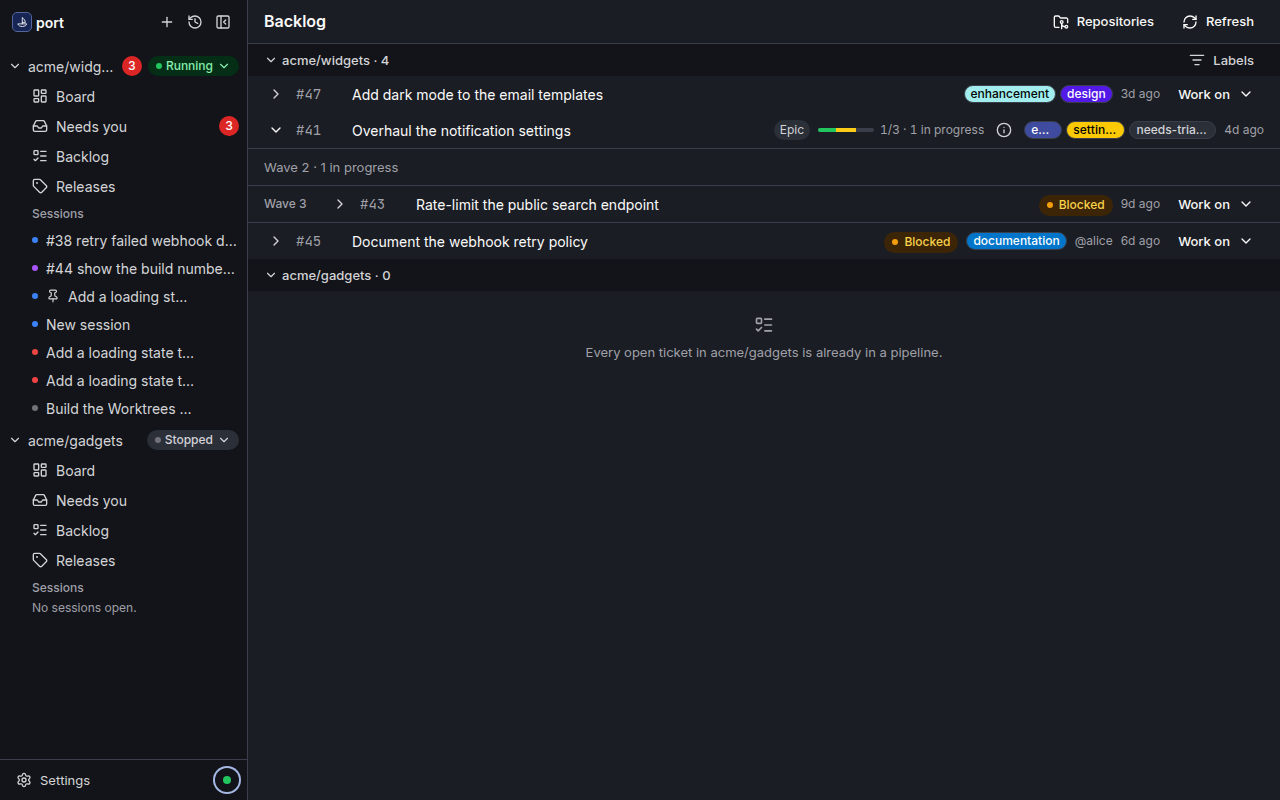 port
acme/widg... 3 Running
Board
Needs you 3
Backlog
Releases
Sessions
#38 retry failed webhook d...
#44 show the build numbe...
Add a loading st...
New session
Add a loading state t...
Add a loading state t...
Build the Worktrees ...
acme/gadgets Stopped
Board
Needs you
Backlog
Releases
Sessions
No sessions open.
Settings
Backlog Repositories Refresh
acme/widgets · 4 Labels
#47 Add dark mode to the email templates enhancement design 3d ago Work on
#41 Overhaul the notification settings Epic 1/3 · 1 in progress e... settin... needs-tria... 4d ago
Wave 2 · 1 in progress
Wave 3 #43 Rate-limit the public search endpoint Blocked 9d ago Work on
#45 Document the webhook retry policy Blocked documentation @alice 6d ago Work on
acme/gadgets · 0
Every open ticket in acme/gadgets is already in a pipeline.